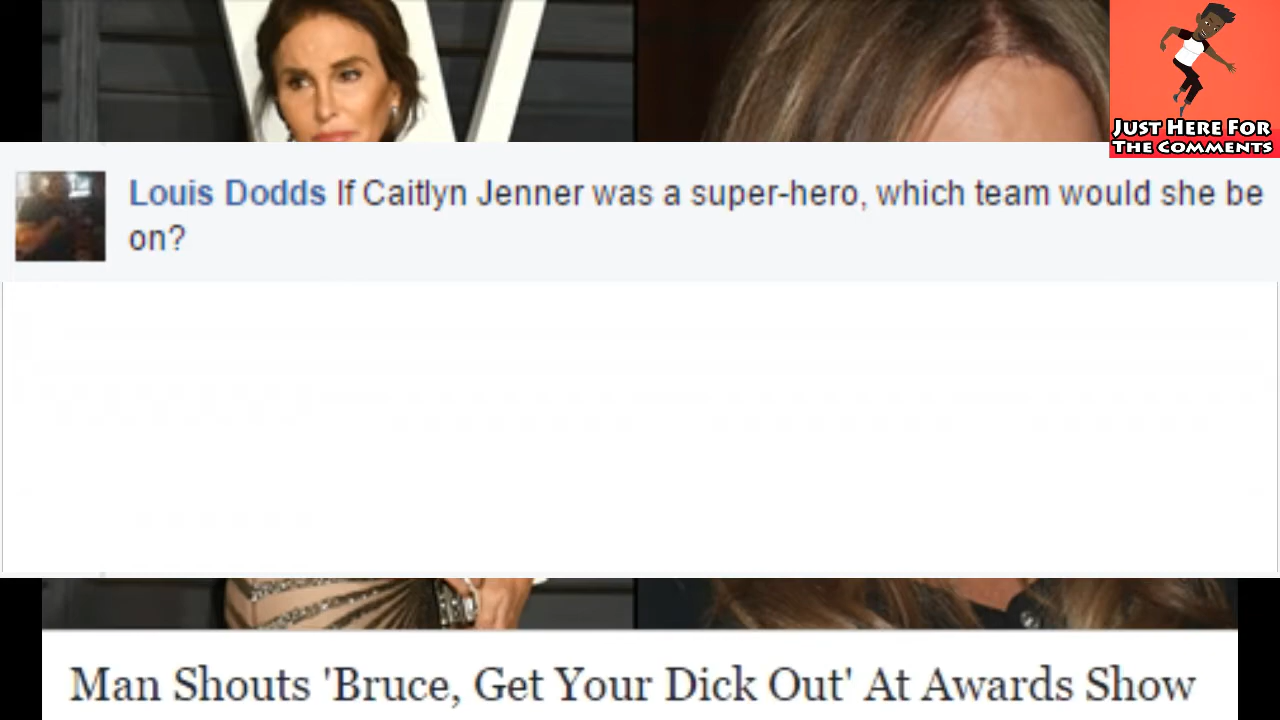 JUST HERE FOR
THE COMMENTS
Louis Dodds If Caitlyn Jenner was a super-hero, which team would she be
on?
Man Shouts 'Bruce, Get Your Dick Out' At Awards Show